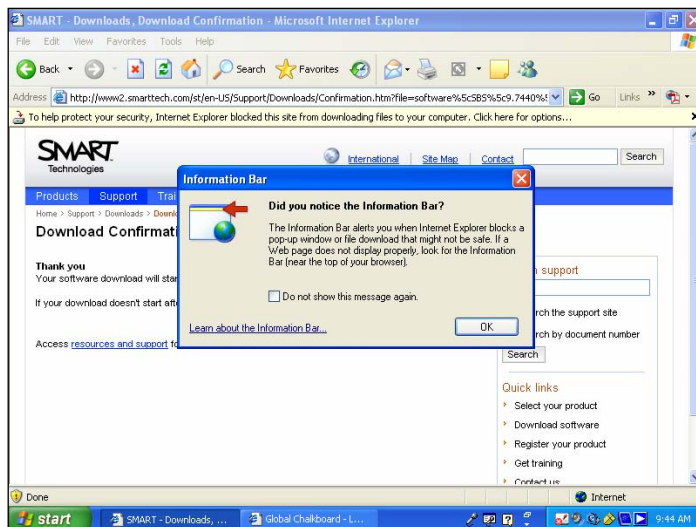 SMART - Downloads, Download Confirmation - Microsoft Internet Explorer
File Edit View Favorites Tools Help
Back Search Favorites
Address http://www2.smarttech.com/st/en-US/Support/Downloads/Confirmation.htm?file=software%5cSBS%5c9.7440%5 Go Links »
To help protect your security, Internet Explorer blocked this site from downloading files to your computer. Click here for options...
SMART
Technologies
International | Site Map | Contact Search
Products Support Trai
Home > Support > Downloads > Downl
Download Confirmati
Thank you
Your software download will star
If your download doesn't start aft
Access resources and support fo
Information Bar
Did you notice the Information Bar?
The Information Bar alerts you when Internet Explorer blocks a
pop-up window or file download that might not be safe. If a
Web page does not display properly, look for the Information
Bar (near the top of your browser).
Do not show this message again.
Learn about the Information Bar...
OK
support
rch the support site
rch by document number
Search
Quick links
Select your product
Download software
Register your product
Get training
Contact us
Done Internet
start SMART - Downloads, ... Global Chalkboard - L... 9:44 AM